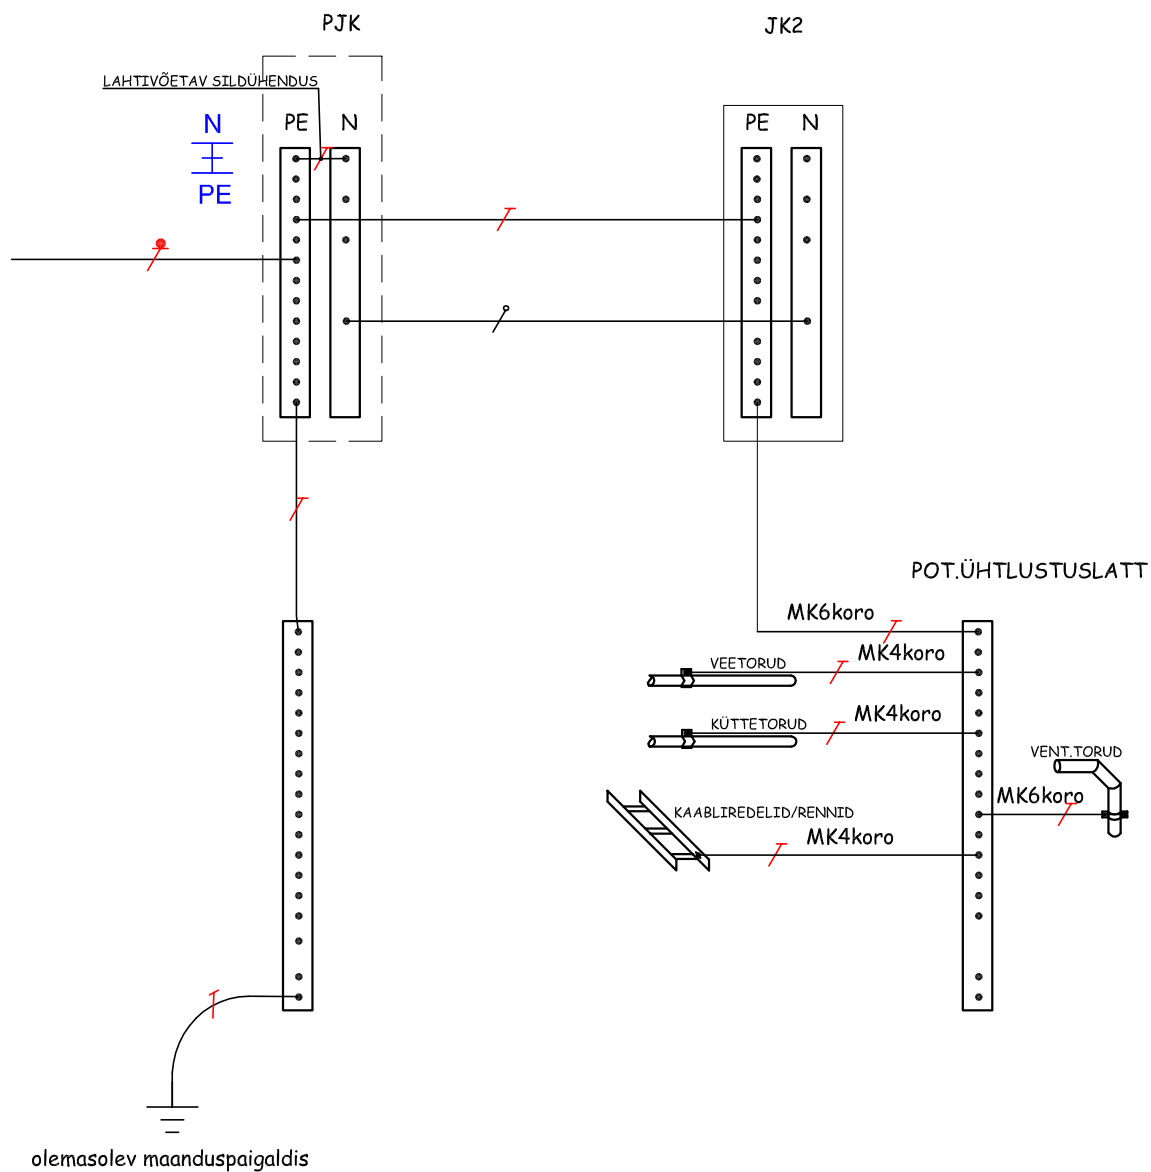 PJK
JK2
LAHTIVÕETAV SILDÜHENDUS
N
PE
PE N
PE N
POT.ÜHTLUSTUSLATT
MK6koro
VEETORUD
MK4koro
KÜTTETORUD
MK4koro
VENT.TORUD
MK6koro
KAABLIREDELID/RENNID
MK4koro
olemasolev maanduspaigaldis